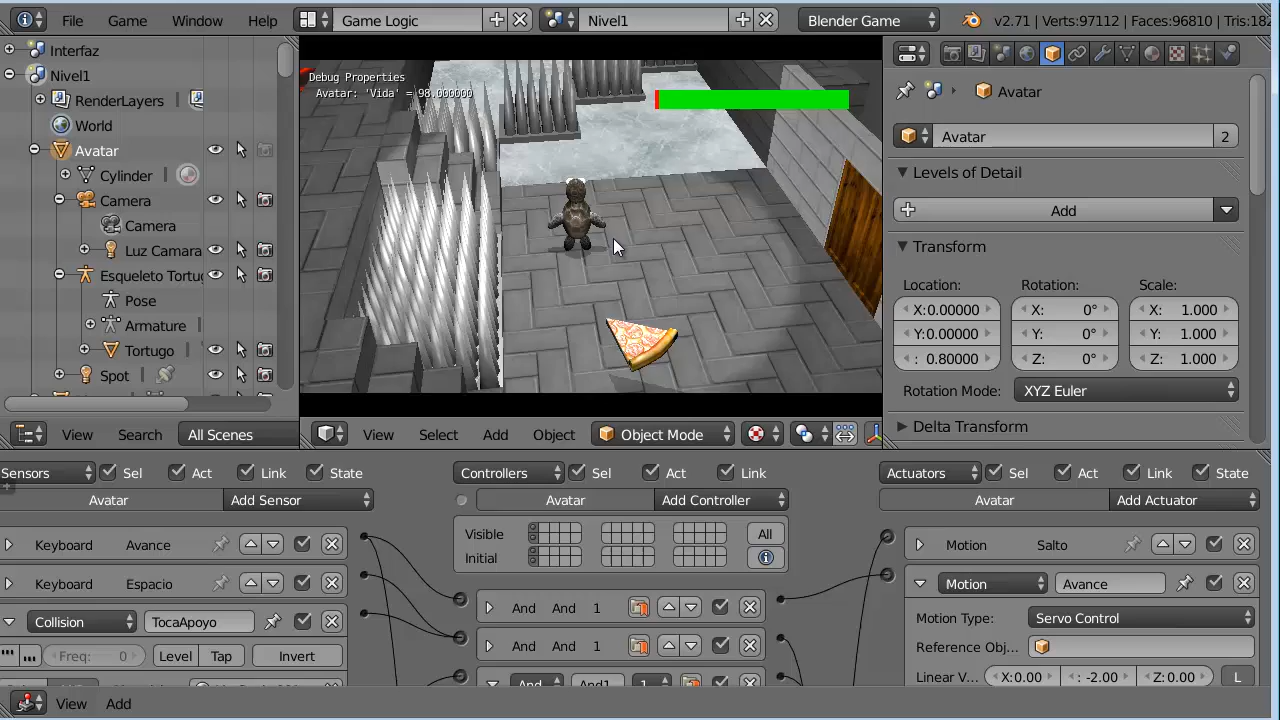 File Game Window Help Game Logic Nivel1 Blender Game v2.71 | Verts:97112 | Faces:96810 | Tris:182
Interfaz
Nivel1
RenderLayers
World
Avatar
Cylinder
Camera
Camera
Luz Camara
Esqueleto Tortug
Pose
Armature
Tortugo
Spot
View Search All Scenes
Debug Properties
Avatar: 'Vida' = 98.000000
View Select Add Object Object Mode
Avatar
Avatar 2
Levels of Detail
Add
Transform
Location: Rotation: Scale:
X:0.00000 X: 0° X: 1.000
Y:0.00000 Y: 0° Y: 1.000
: 0.80000 Z: 0° Z: 1.000
Rotation Mode: XYZ Euler
Delta Transform
Sensors Sel Act Link State
Avatar Add Sensor
Keyboard Avance
Keyboard Espacio
Collision TocaApoyo
Freq: 0 Level Tap Invert
Controllers Sel Act Link
Avatar Add Controller
Visible All
Initial
And And 1
And And 1
And And1 1
Actuators Sel Act Link State
Avatar Add Actuator
Motion Salto
Motion Avance
Motion Type: Servo Control
Reference Obj...
Linear V... X:0.00 : -2.00 Z:0.00 L
View Add